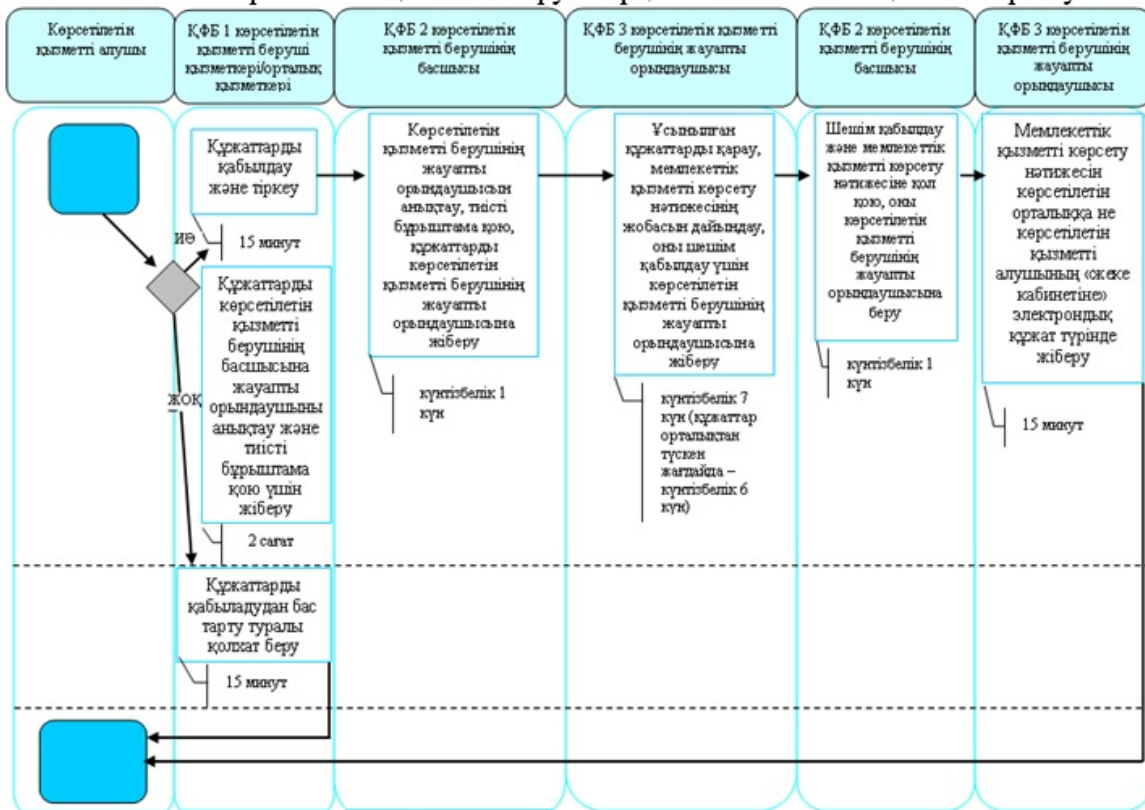 Көрсетілетін
қызметті алушы
ҚФБ 1 көрсетілетін
қызметті беруші
қызметкері/орталық
қызметкері
ҚФБ 2 көрсетілетін
қызметті берушінің
басшысы
ҚФБ 3 көрсетілетін қызметті
берушінің жауапты
орындаушысы
ҚФБ 2 көрсетілетін
қызметті берушінің
басшысы
ҚФБ 3 көрсетілетін
қызметті берушінің
жауапты
орындаушысы
Құжаттарды
қабылдау
және тіркеу
ИӘ
15 минут
Құжаттарды
көрсетілетін
қызметті
берушінің
басшысына
жауапты
орындаушыны
анықтау және
тиісті
бұрыштама
қою үшін
жіберу
ЖОҚ
2 сағат
Құжаттарды
қабыладудан бас
тарту туралы
қолхат беру
15 минут
Көрсетілетін
қызметті берушінің
жауапты
орындаушысын
анықтау, тиісті
бұрыштама қою,
құжаттарды
көрсетілетін
қызметті берушінің
жауапты
орындаушысына
жіберу
күнтізбелік 1
күн
Ұсынылған
құжаттарды қарау,
мемлекеттік
қызметті көрсету
нәтижесінің
жобасын дайындау,
оны шешім
қабылдау үшін
көрсетілетін
қызметті берушінің
жауапты
орындаушысына
жіберу
күнтізбелік 7
күн (құжаттар
орталықтан
түскен
жағдайда –
күнтізбелік 6
күн)
Шешім қабылдау
және мемлекеттік
қызметті көрсету
нәтижесіне қол
қою, оны
көрсетілетін
қызметті
берушінің
жауапты
орындаушысына
беру
күнтізбелік 1
күн
Мемлекеттік
қызметті көрсету
нәтижесін
көрсетілетін
орталыққа не
көрсетілетін
қызметті
алушының «жеке
кабинетіне»
электрондық
құжат түрінде
жіберу
15 минут